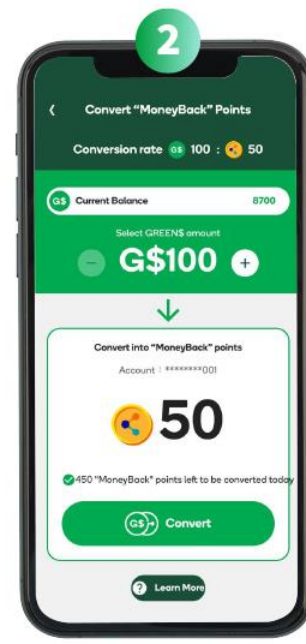 2
Convert "MoneyBack" Points
Conversion rate G$ 100 : 50
G$ Current Balance 8700
Select GREEN$ amount
− G$100 +
Convert into "MoneyBack" points
Account : ********001
50
450 "MoneyBack" points left to be converted today
G$ Convert
? Learn More